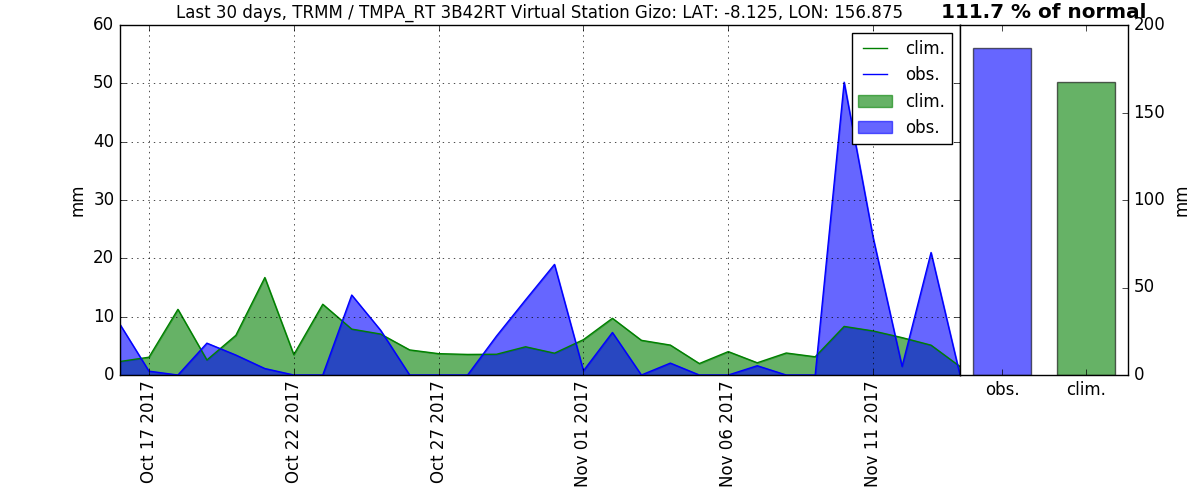 Last 30 days, TRMM / TMPA_RT 3B42RT Virtual Station Gizo: LAT: -8.125, LON: 156.875
111.7 % of normal
60
50
40
30
20
10
0
mm
clim.
obs.
clim.
obs.
200
150
100
50
0
mm
Oct 17 2017
Oct 22 2017
Oct 27 2017
Nov 01 2017
Nov 06 2017
Nov 11 2017
obs.
clim.